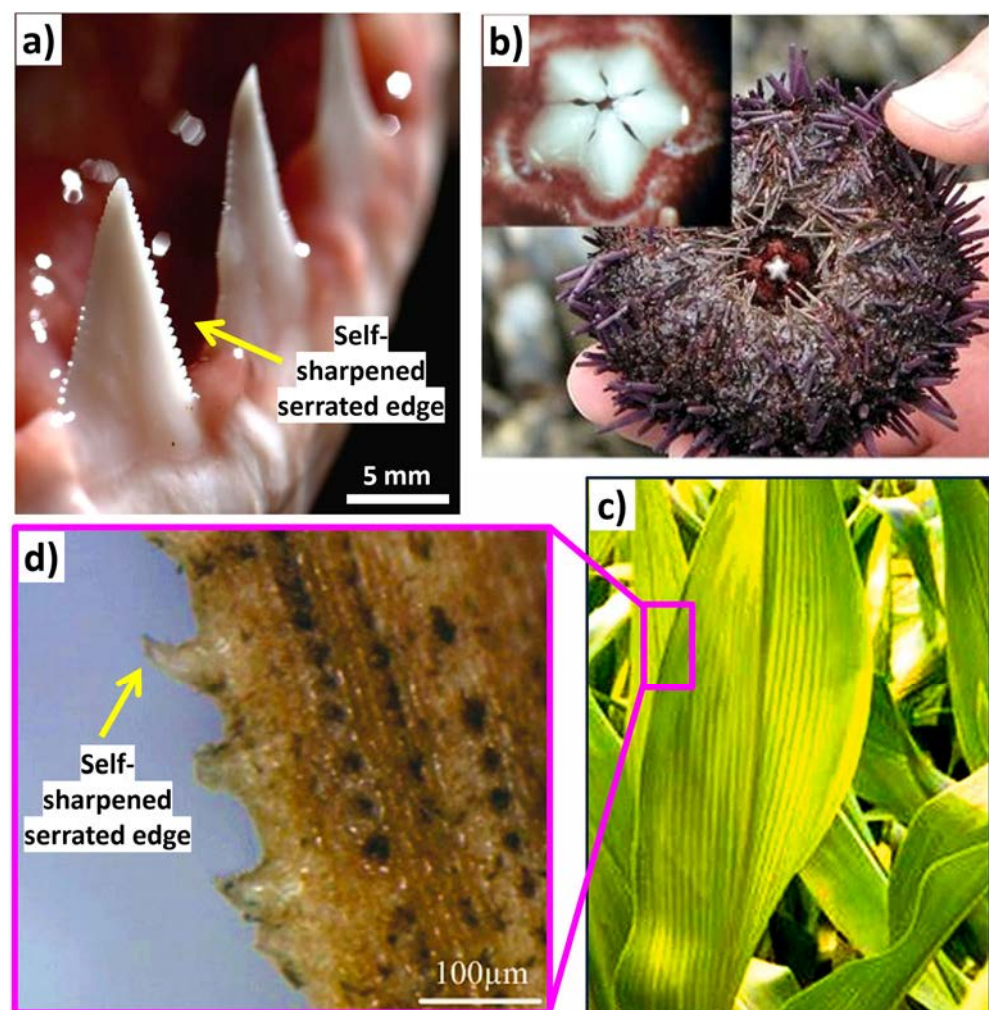 a)
Self-
sharpened
serrated edge
5 mm
b)
c)
d)
Self-
sharpened
serrated edge
100μm